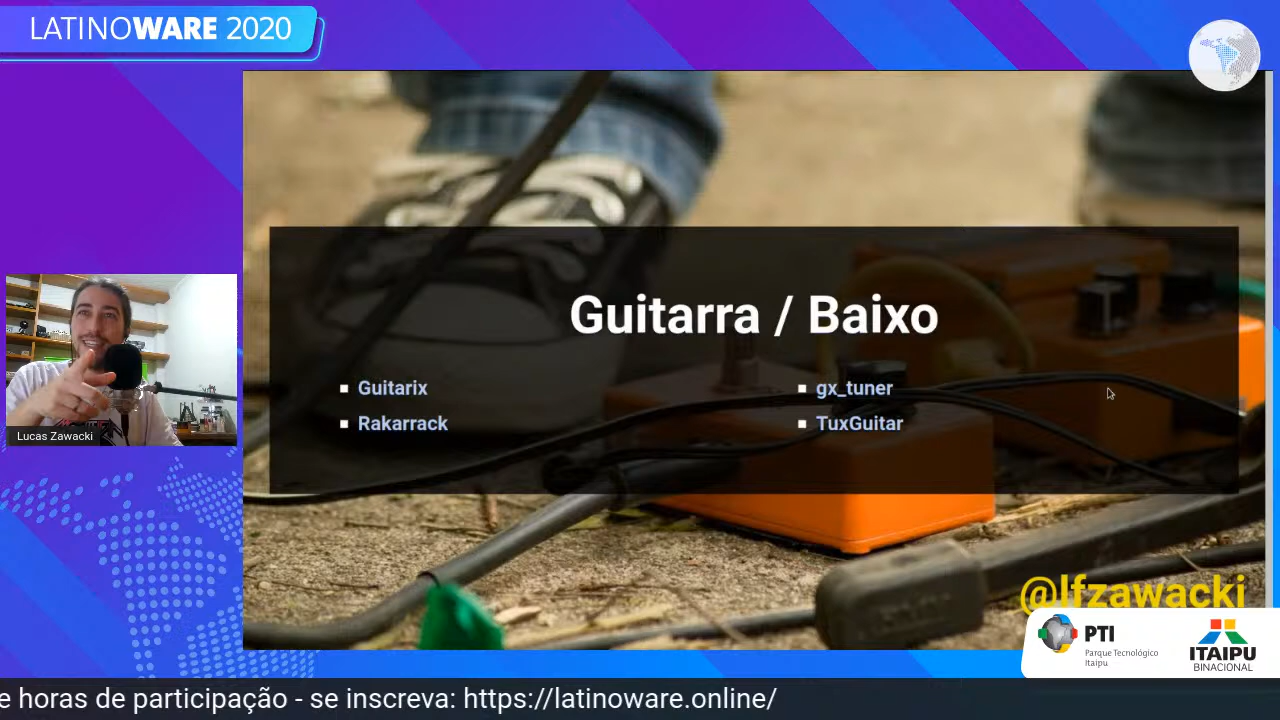 LATINOWARE 2020
Guitarra / Baixo
Guitarix
Rakarrack
gx_tuner
TuxGuitar
Lucas Zawacki
@lfzawacki
PTI
Parque Tecnológico
Itaipu
ITAIPU
BINACIONAL
e horas de participação - se inscreva: https://latinoware.online/